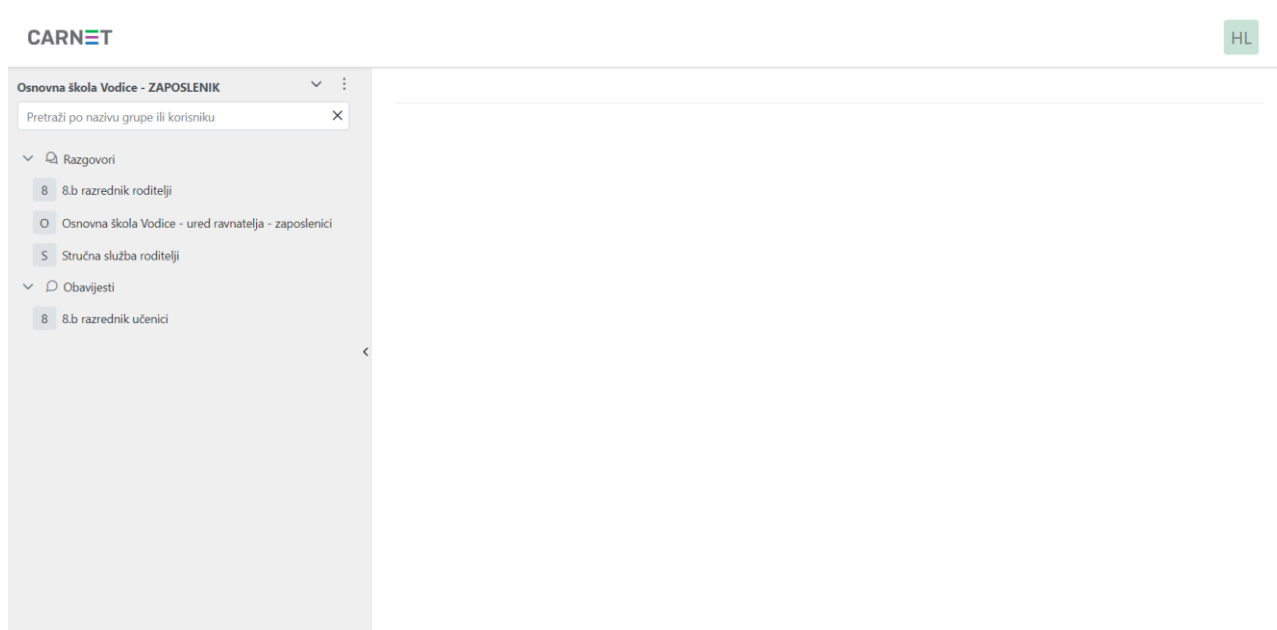 CARNET
HL
Osnovna škola Vodice - ZAPOSLENIK
Pretraži po nazivu grupe ili korisniku
Razgovori
8 8.b razrednik roditelji
O Osnovna škola Vodice - ured ravnatelja - zaposlenici
S Stručna služba roditelji
Obavijesti
8 8.b razrednik učenici